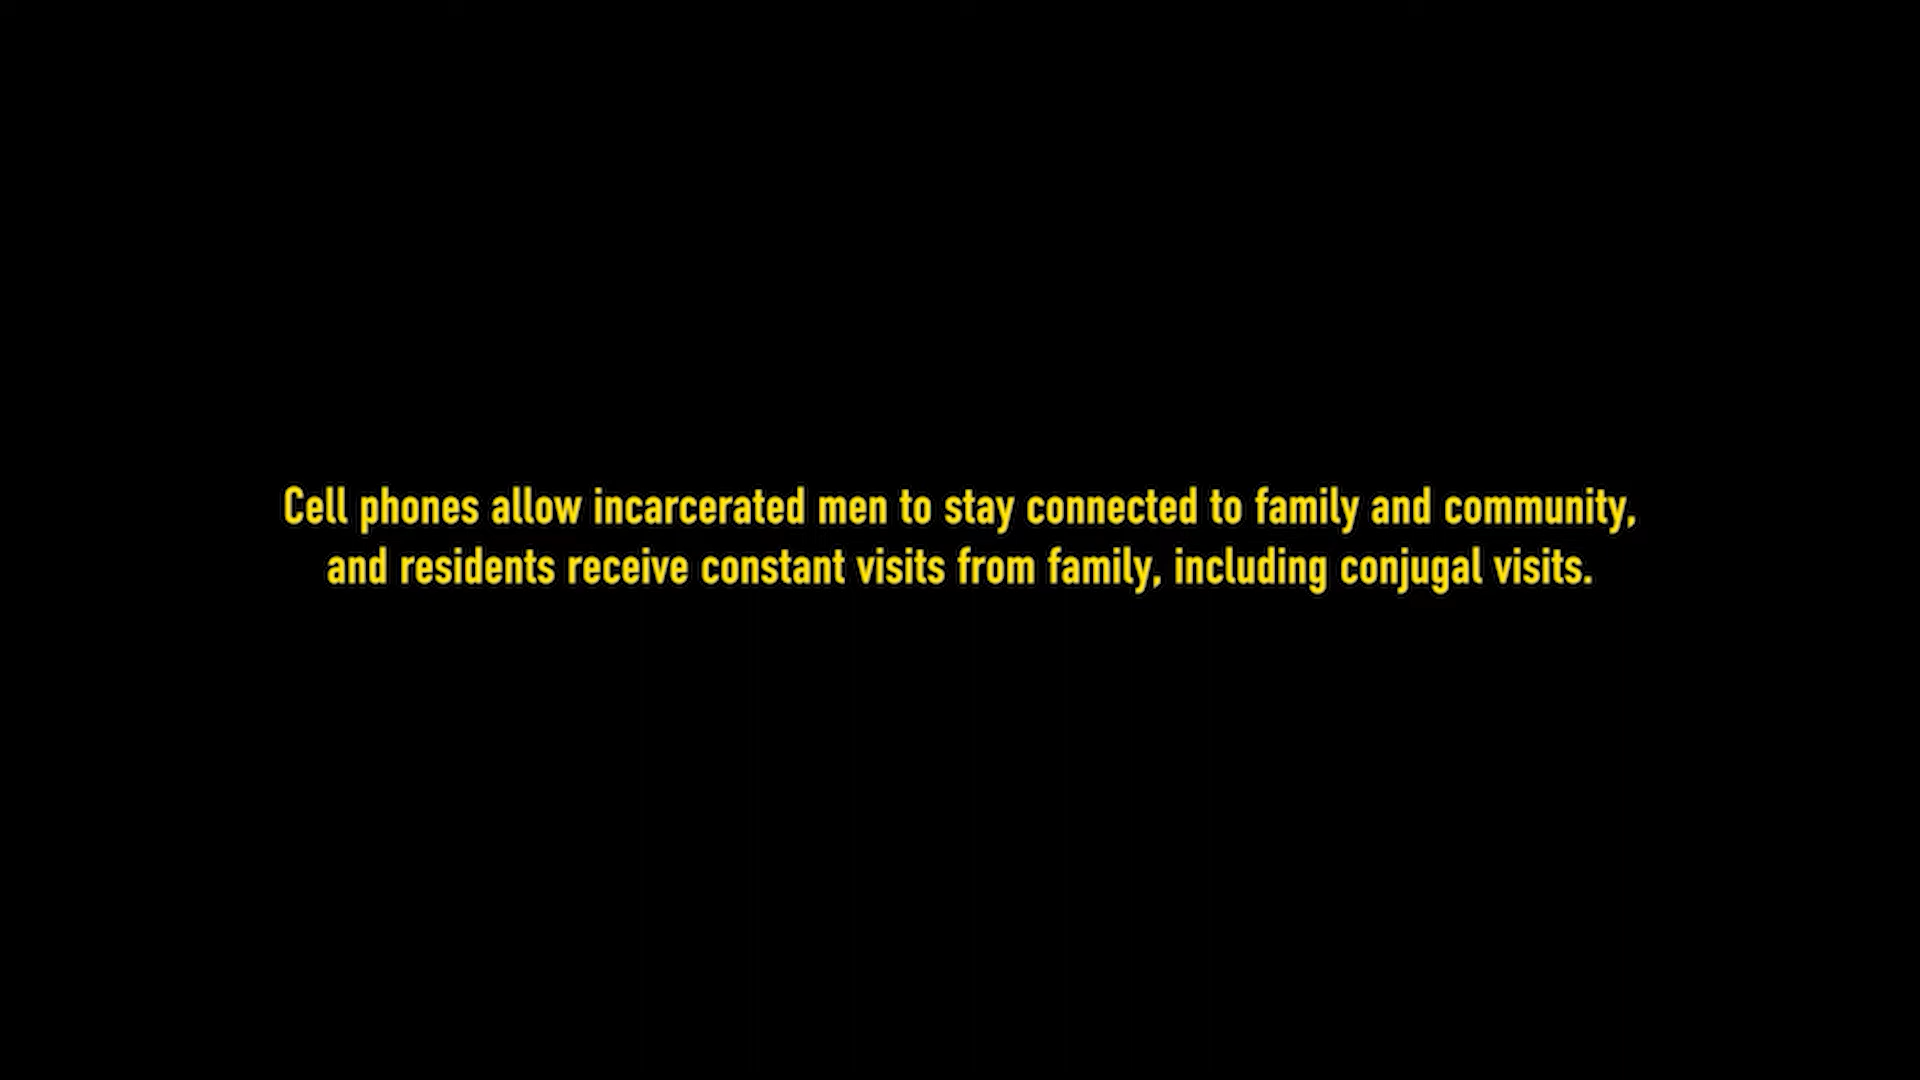 Cell phones allow incarcerated men to stay connected to family and community,
and residents receive constant visits from family, including conjugal visits.